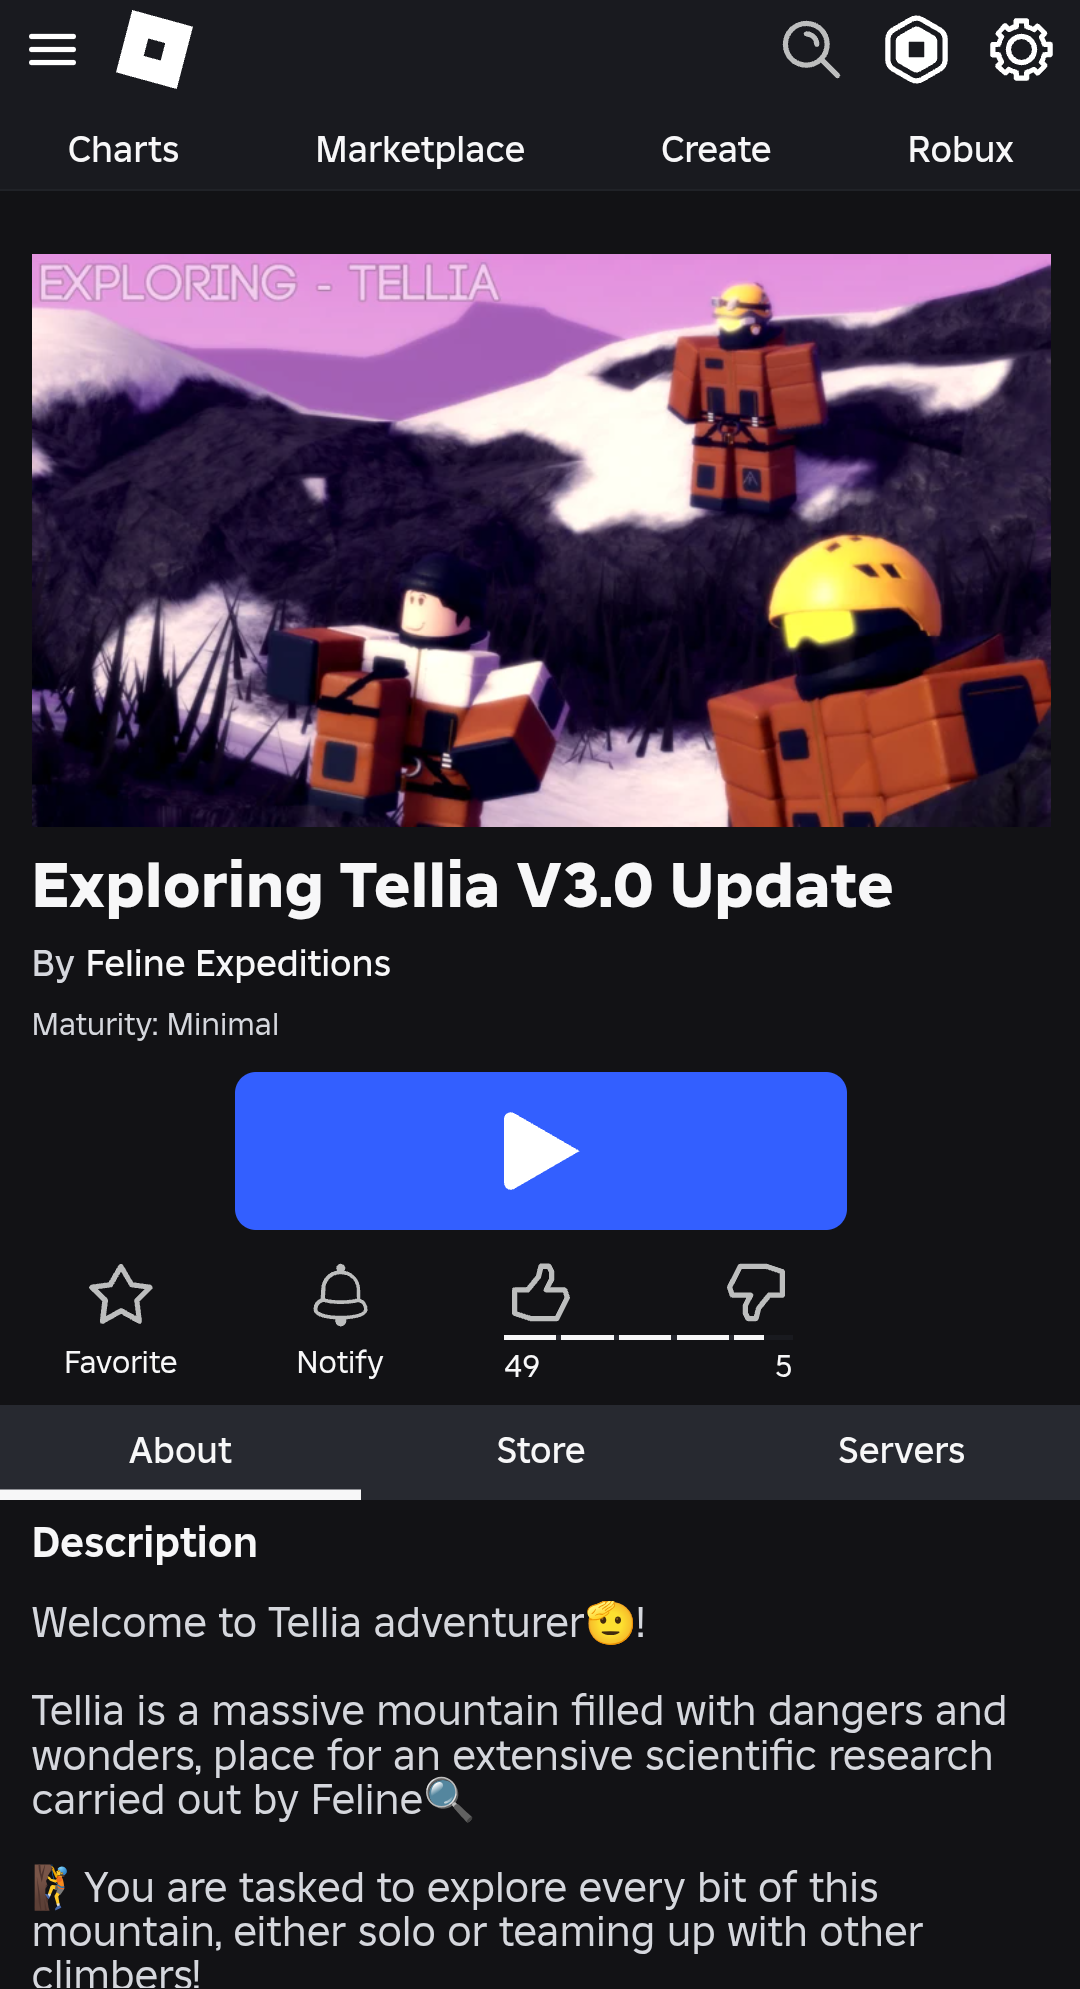 Charts Marketplace Create Robux
EXPLORING - TELLIA
Exploring Tellia V3.0 Update
By Feline Expeditions
Maturity: Minimal
Favorite Notify 49 5
About Store Servers
Description
Welcome to Tellia adventurer🫡!
Tellia is a massive mountain filled with dangers and
wonders, place for an extensive scientific research
carried out by Feline🔍
🧗 You are tasked to explore every bit of this
mountain, either solo or teaming up with other
climbers!